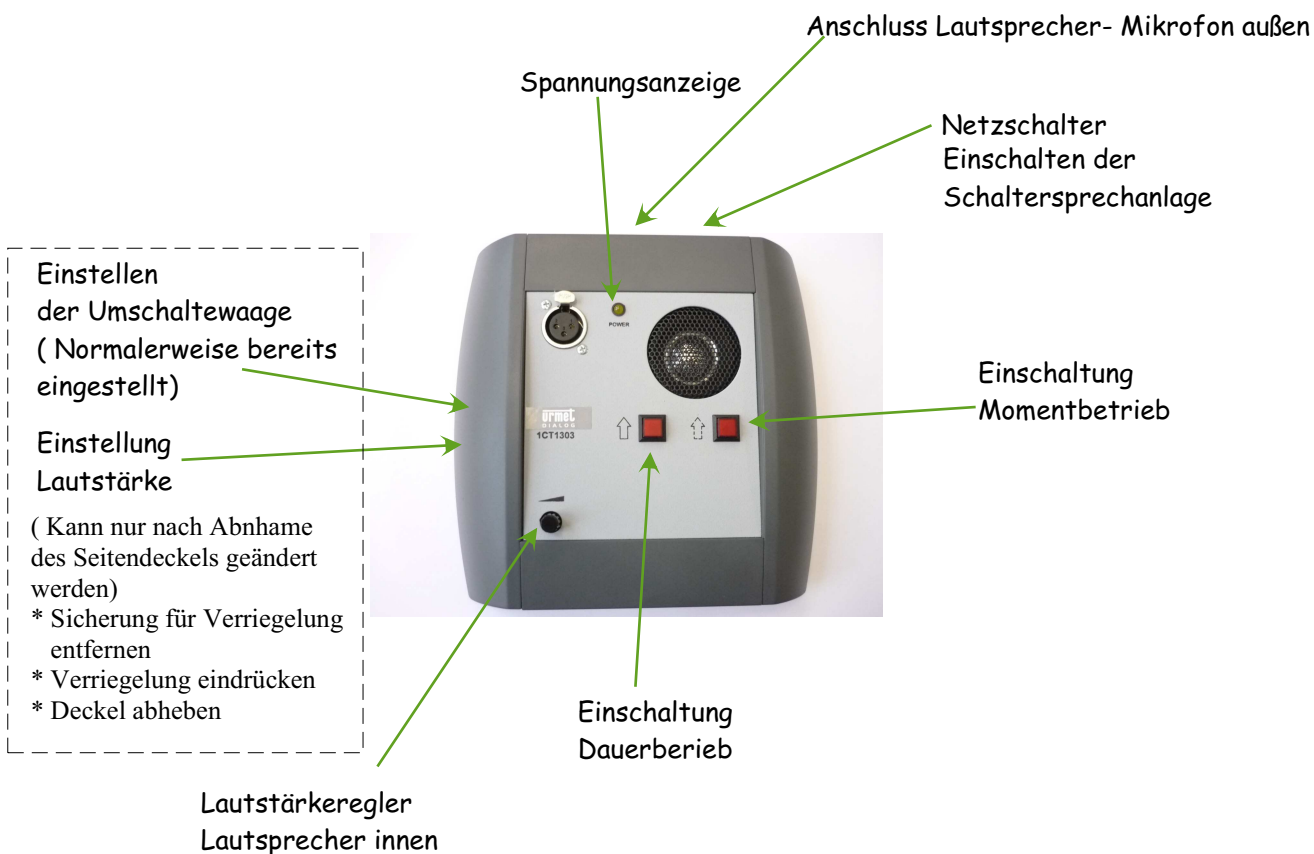 Anschluss Lautsprecher- Mikrofon außen
Spannungsanzeige
Netzschalter
Einschalten der
Schaltersprechanlage
Einstellen
der Umschaltewaage
( Normalerweise bereits
eingestellt)
Einstellung
Lautstärke
( Kann nur nach Abnhame
des Seitendeckels geändert
werden)
* Sicherung für Verriegelung
entfernen
* Verriegelung eindrücken
* Deckel abheben
POWER
urmet
DIALOG
1CT1303
Einschaltung
Momentbetrieb
Einschaltung
Dauerberieb
Lautstärkeregler
Lautsprecher innen